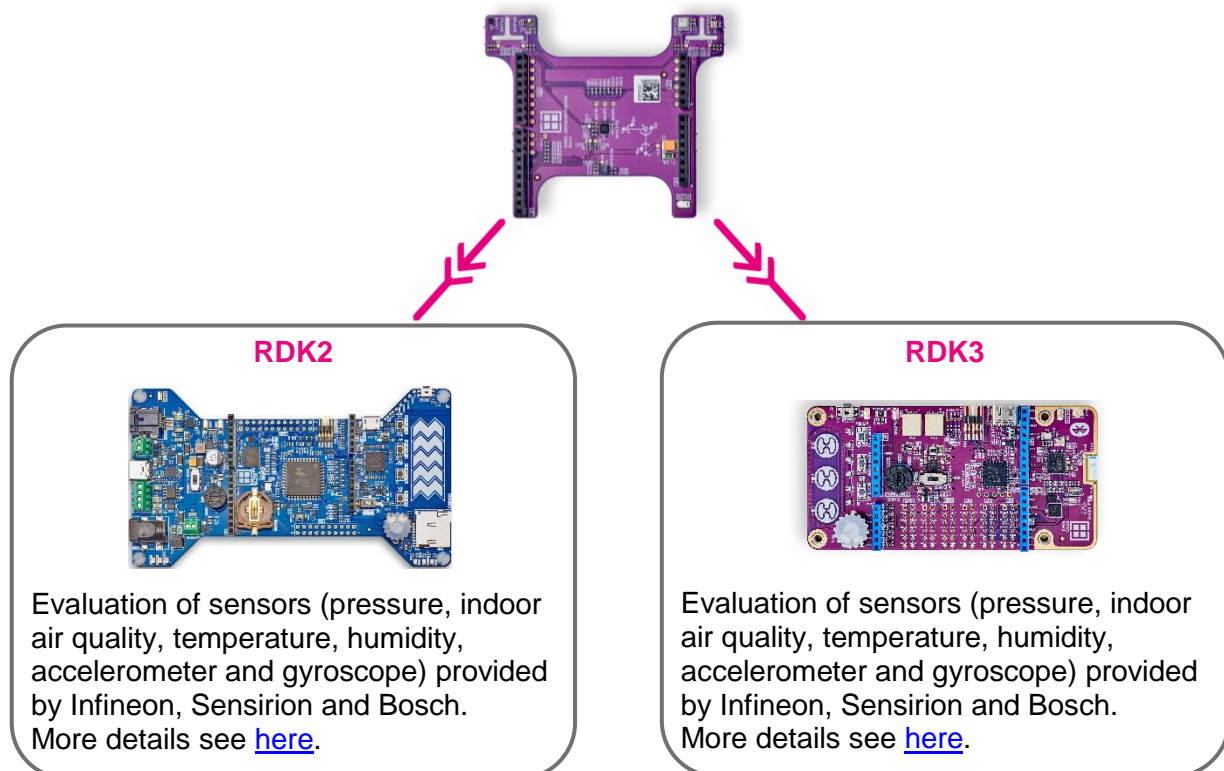 RDK2
Evaluation of sensors (pressure, indoor
air quality, temperature, humidity,
accelerometer and gyroscope) provided
by Infineon, Sensirion and Bosch.
More details see here.
RDK3
Evaluation of sensors (pressure, indoor
air quality, temperature, humidity,
accelerometer and gyroscope) provided
by Infineon, Sensirion and Bosch.
More details see here.